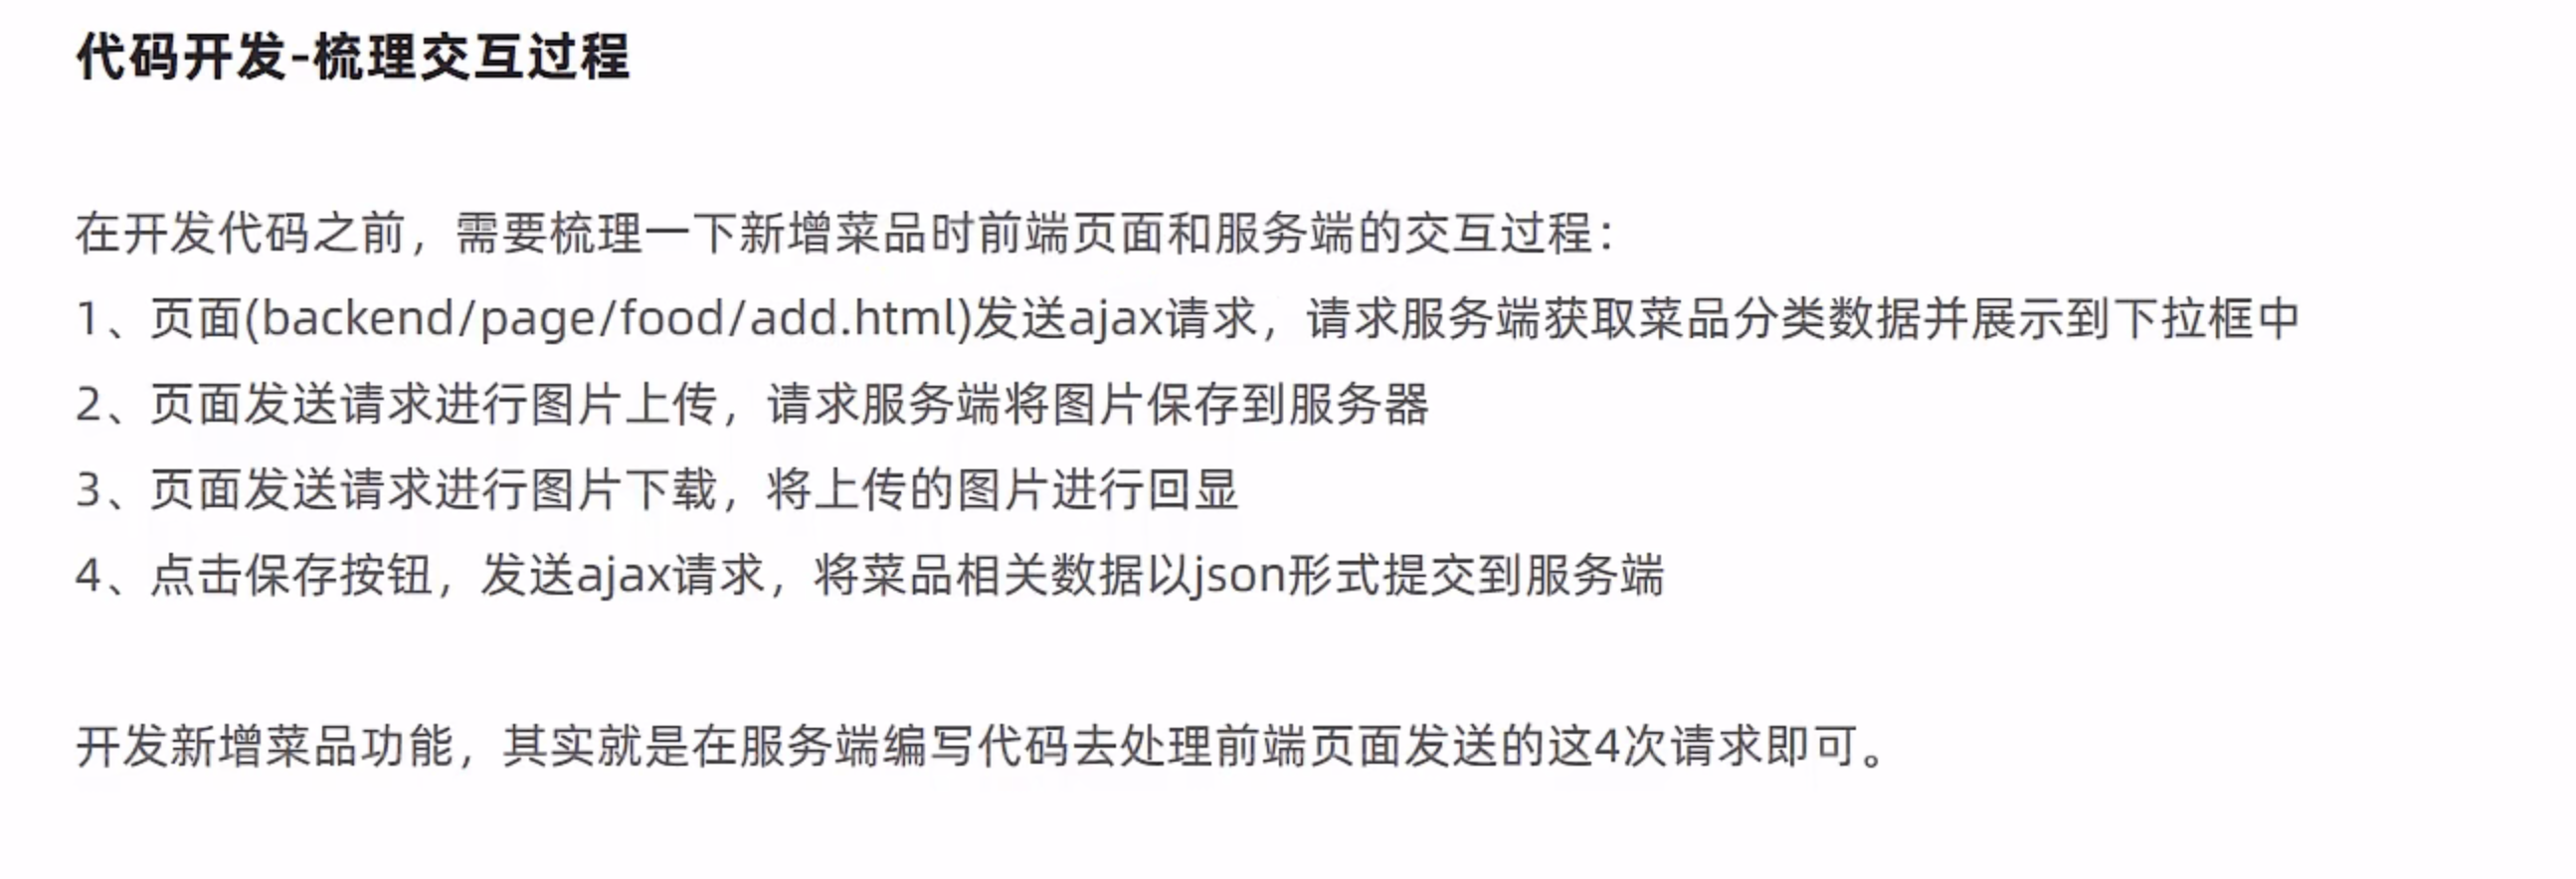 代码开发-梳理交互过程
在开发代码之前，需要梳理一下新增菜品时前端页面和服务端的交互过程：
1、页面(backend/page/food/add.html)发送ajax请求，请求服务端获取菜品分类数据并展示到下拉框中
2、页面发送请求进行图片上传，请求服务端将图片保存到服务器
3、页面发送请求进行图片下载，将上传的图片进行回显
4、点击保存按钮，发送ajax请求，将菜品相关数据以json形式提交到服务端
开发新增菜品功能，其实就是在服务端编写代码去处理前端页面发送的这4次请求即可。